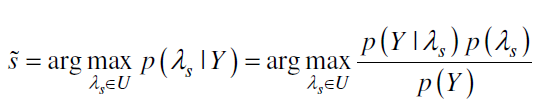 s̃ = arg max_{λ_s∈U} p(λ_s | Y) = arg max_{λ_s∈U} p(Y | λ_s) p(λ_s) / p(Y)